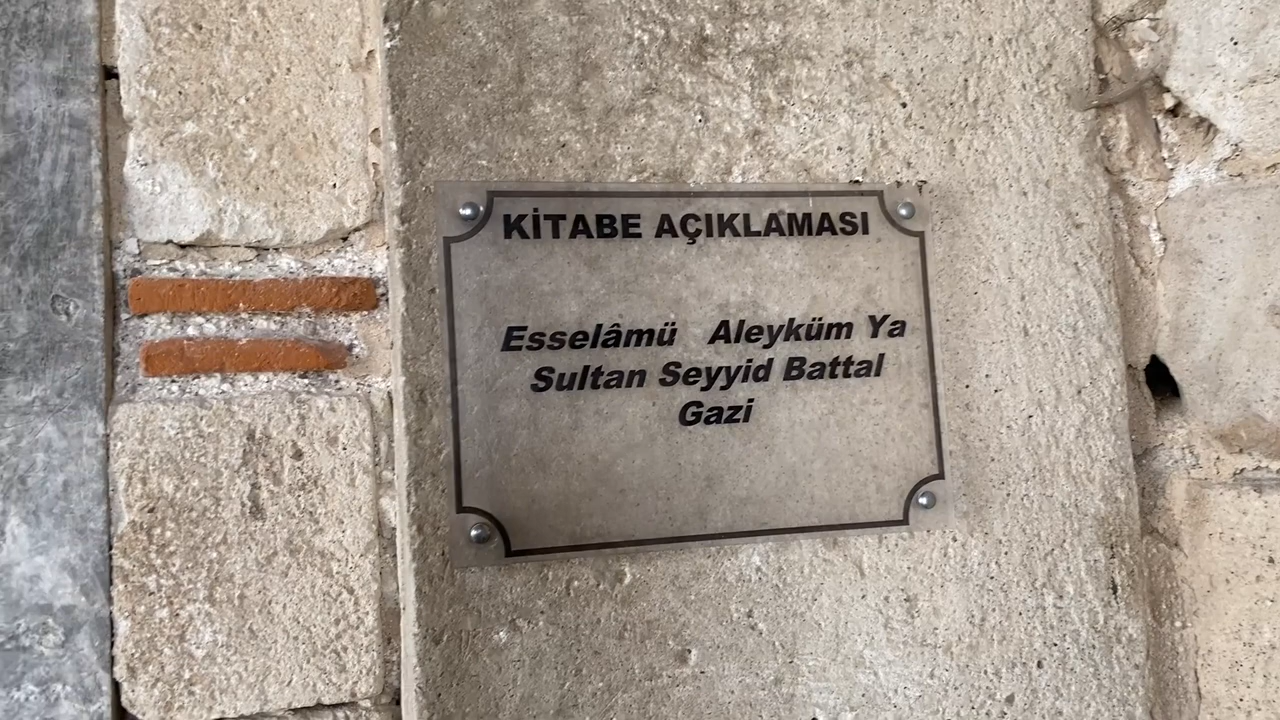 KİTABE AÇIKLAMASI
Esselâmü Aleyküm Ya
Sultan Seyyid Battal
Gazi